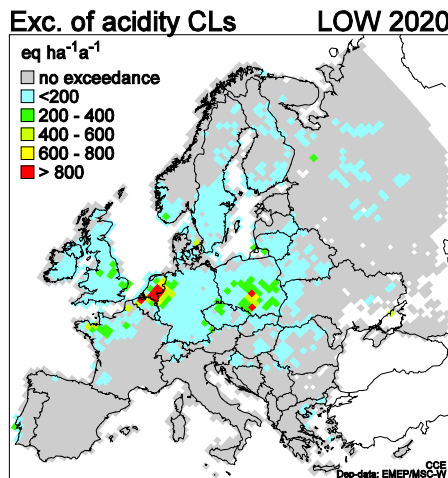 Exc. of acidity CLs LOW 2020
eq ha⁻¹a⁻¹
no exceedance
<200
200 - 400
400 - 600
600 - 800
> 800
CCE
Dep-data: EMEP/MSC-W